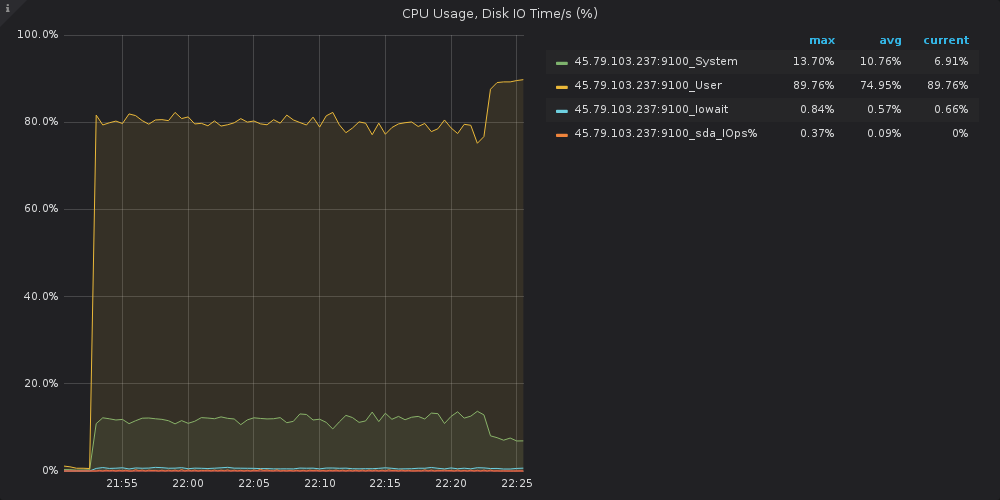 i
CPU Usage, Disk IO Time/s (%)
100.0%
80.0%
60.0%
40.0%
20.0%
0%
21:55 22:00 22:05 22:10 22:15 22:20 22:25
max avg current
45.79.103.237:9100_System 13.70% 10.76% 6.91%
45.79.103.237:9100_User 89.76% 74.95% 89.76%
45.79.103.237:9100_Iowait 0.84% 0.57% 0.66%
45.79.103.237:9100_sda_IOps% 0.37% 0.09% 0%